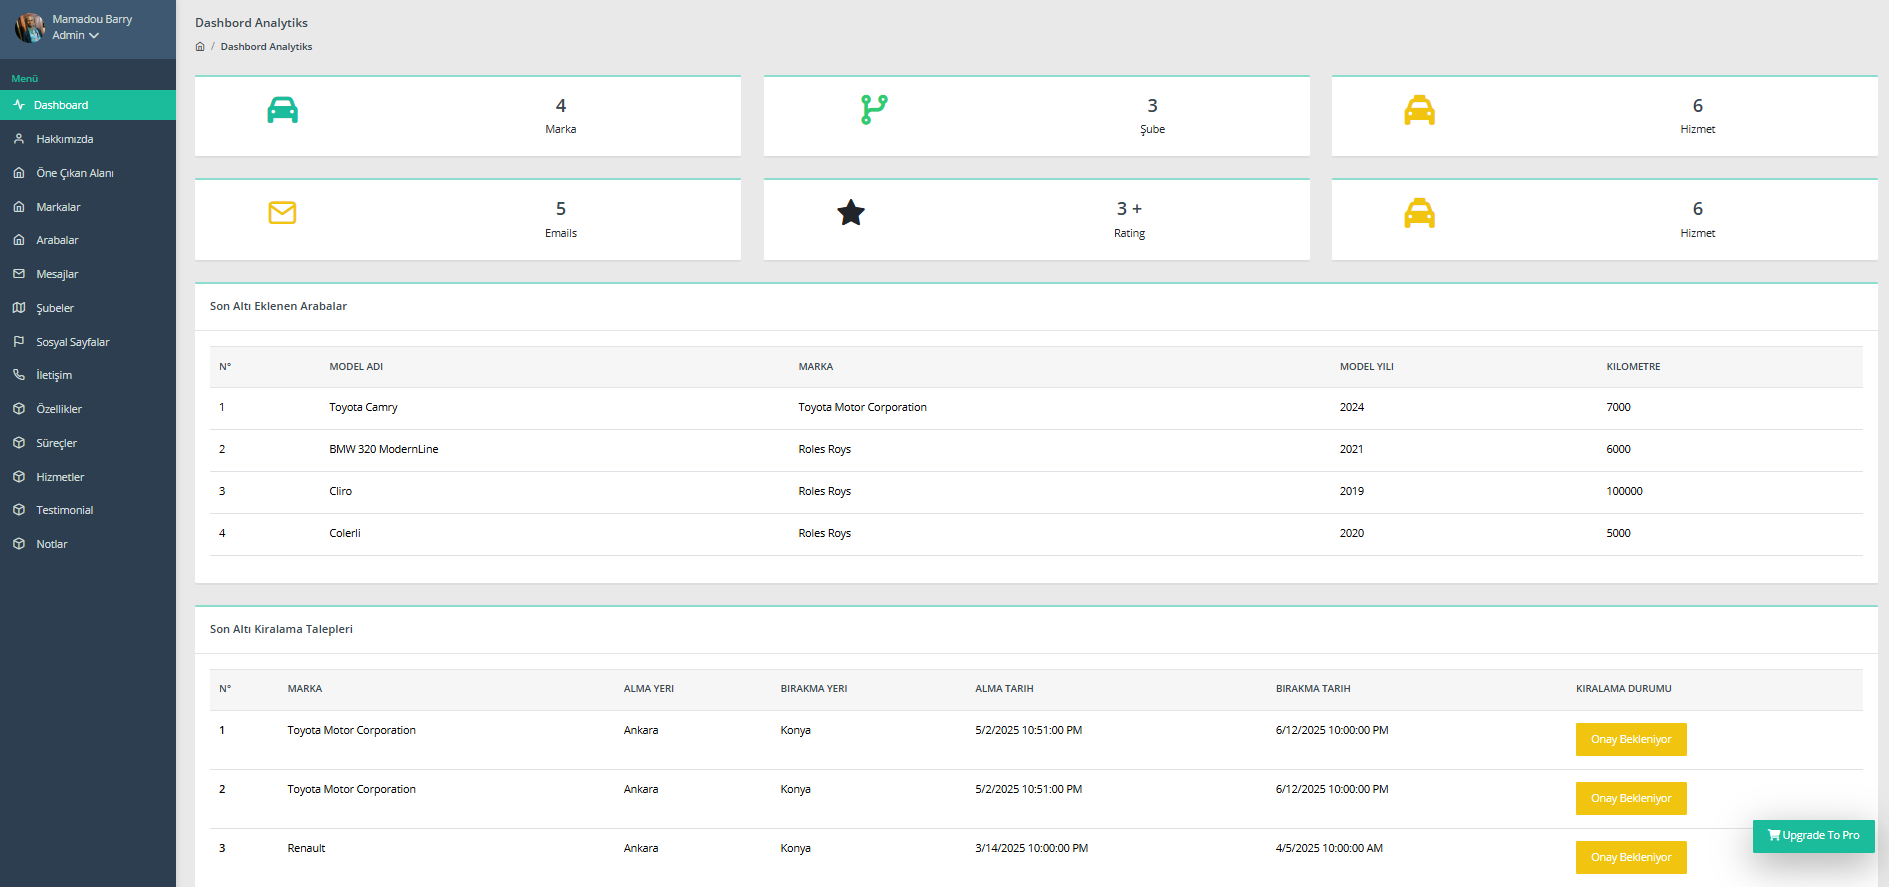 Mamadou Barry
Admin
Menü
Dashboard
Hakkımızda
Öne Çıkan Alanı
Markalar
Arabalar
Mesajlar
Şubeler
Sosyal Sayfalar
İletişim
Özellikler
Süreçler
Hizmetler
Testimonial
Notlar
Dashbord Analytiks
/ Dashbord Analytiks
4
Marka
3
Şube
6
Hizmet
5
Emails
3 +
Rating
6
Hizmet
Son Altı Eklenen Arabalar
N° MODEL ADI MARKA MODEL YILI KILOMETRE
1 Toyota Camry Toyota Motor Corporation 2024 7000
2 BMW 320 ModernLine Roles Roys 2021 6000
3 Cliro Roles Roys 2019 100000
4 Colerli Roles Roys 2020 5000
Son Altı Kiralama Talepleri
N° MARKA ALMA YERI BIRAKMA YERI ALMA TARIH BIRAKMA TARIH KIRALAMA DURUMU
1 Toyota Motor Corporation Ankara Konya 5/2/2025 10:51:00 PM 6/12/2025 10:00:00 PM Onay Bekleniyor
2 Toyota Motor Corporation Ankara Konya 5/2/2025 10:51:00 PM 6/12/2025 10:00:00 PM Onay Bekleniyor
3 Renault Ankara Konya 3/14/2025 10:00:00 PM 4/5/2025 10:00:00 AM Onay Bekleniyor
Upgrade To Pro